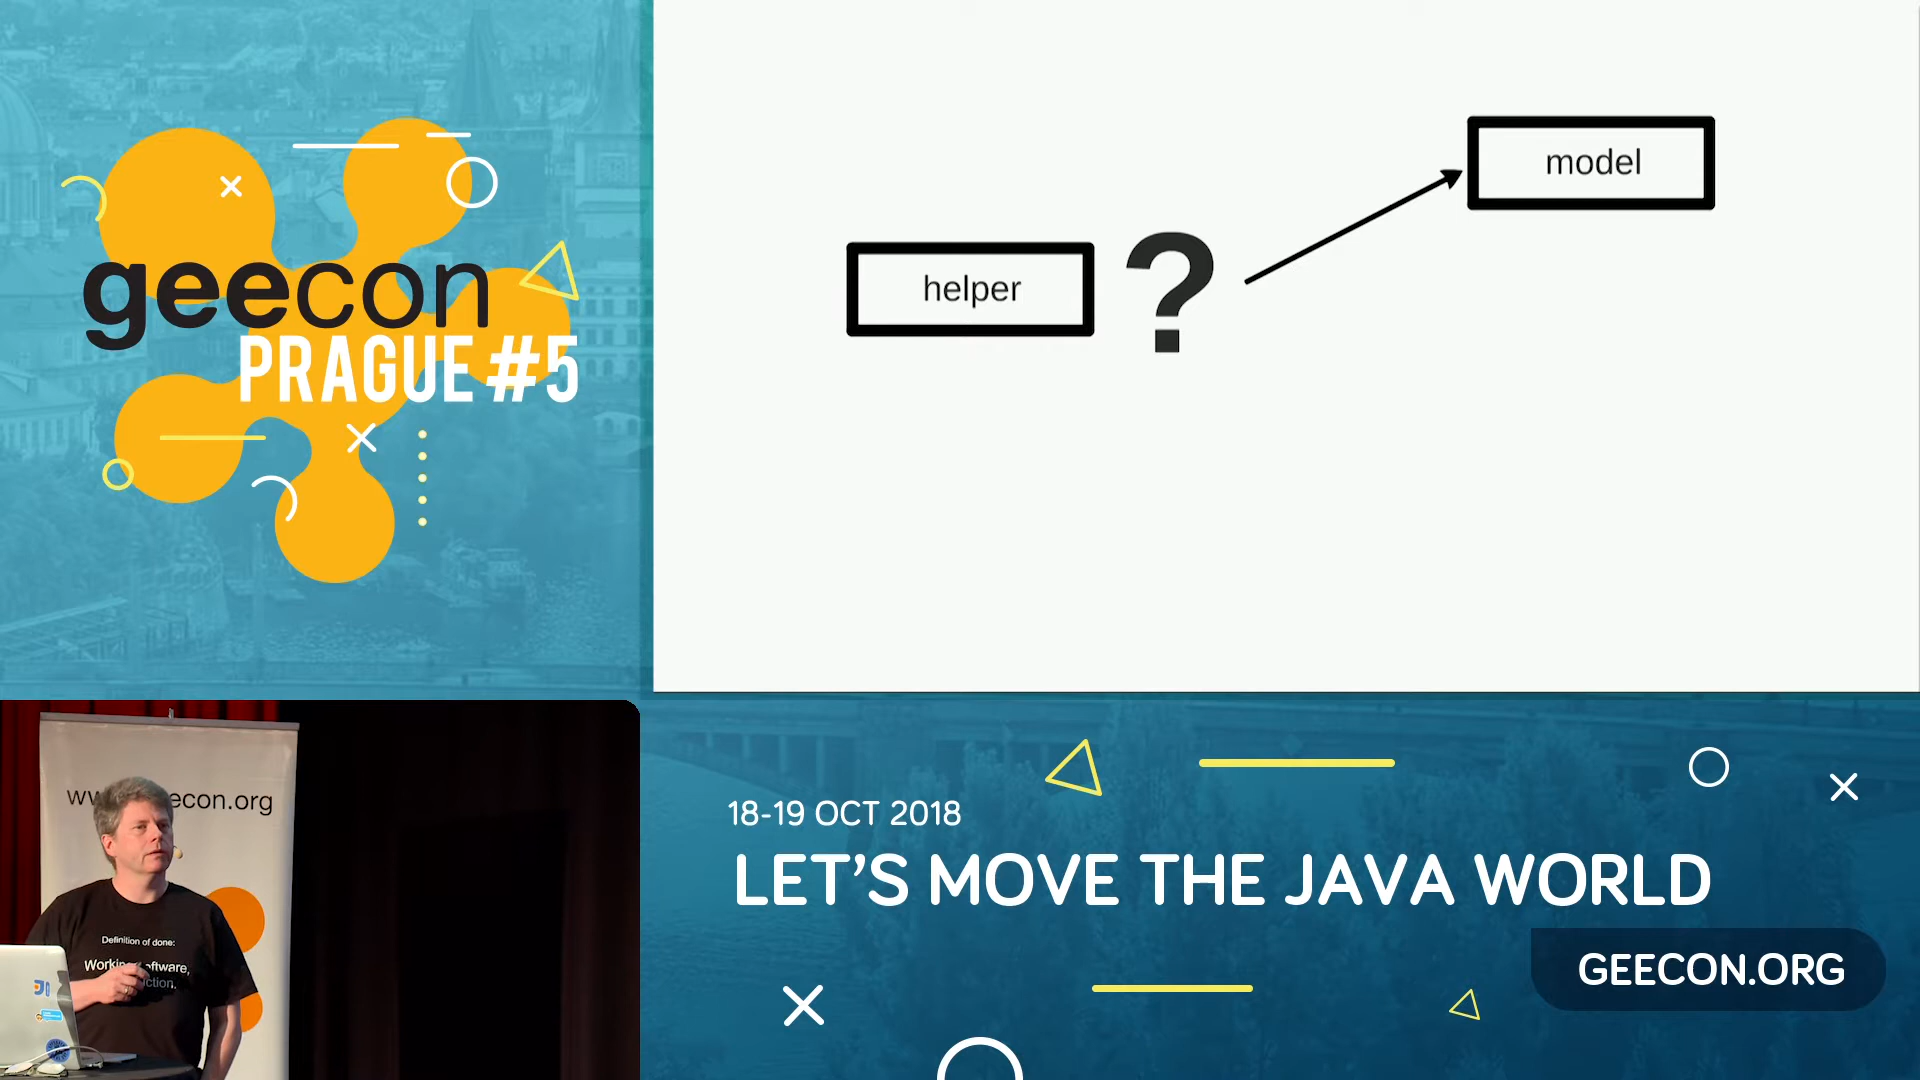 geecon
PRAGUE #5
model
helper
?
econ.org
Definition of done:
18-19 OCT 2018
LET'S MOVE THE JAVA WORLD
GEECON.ORG